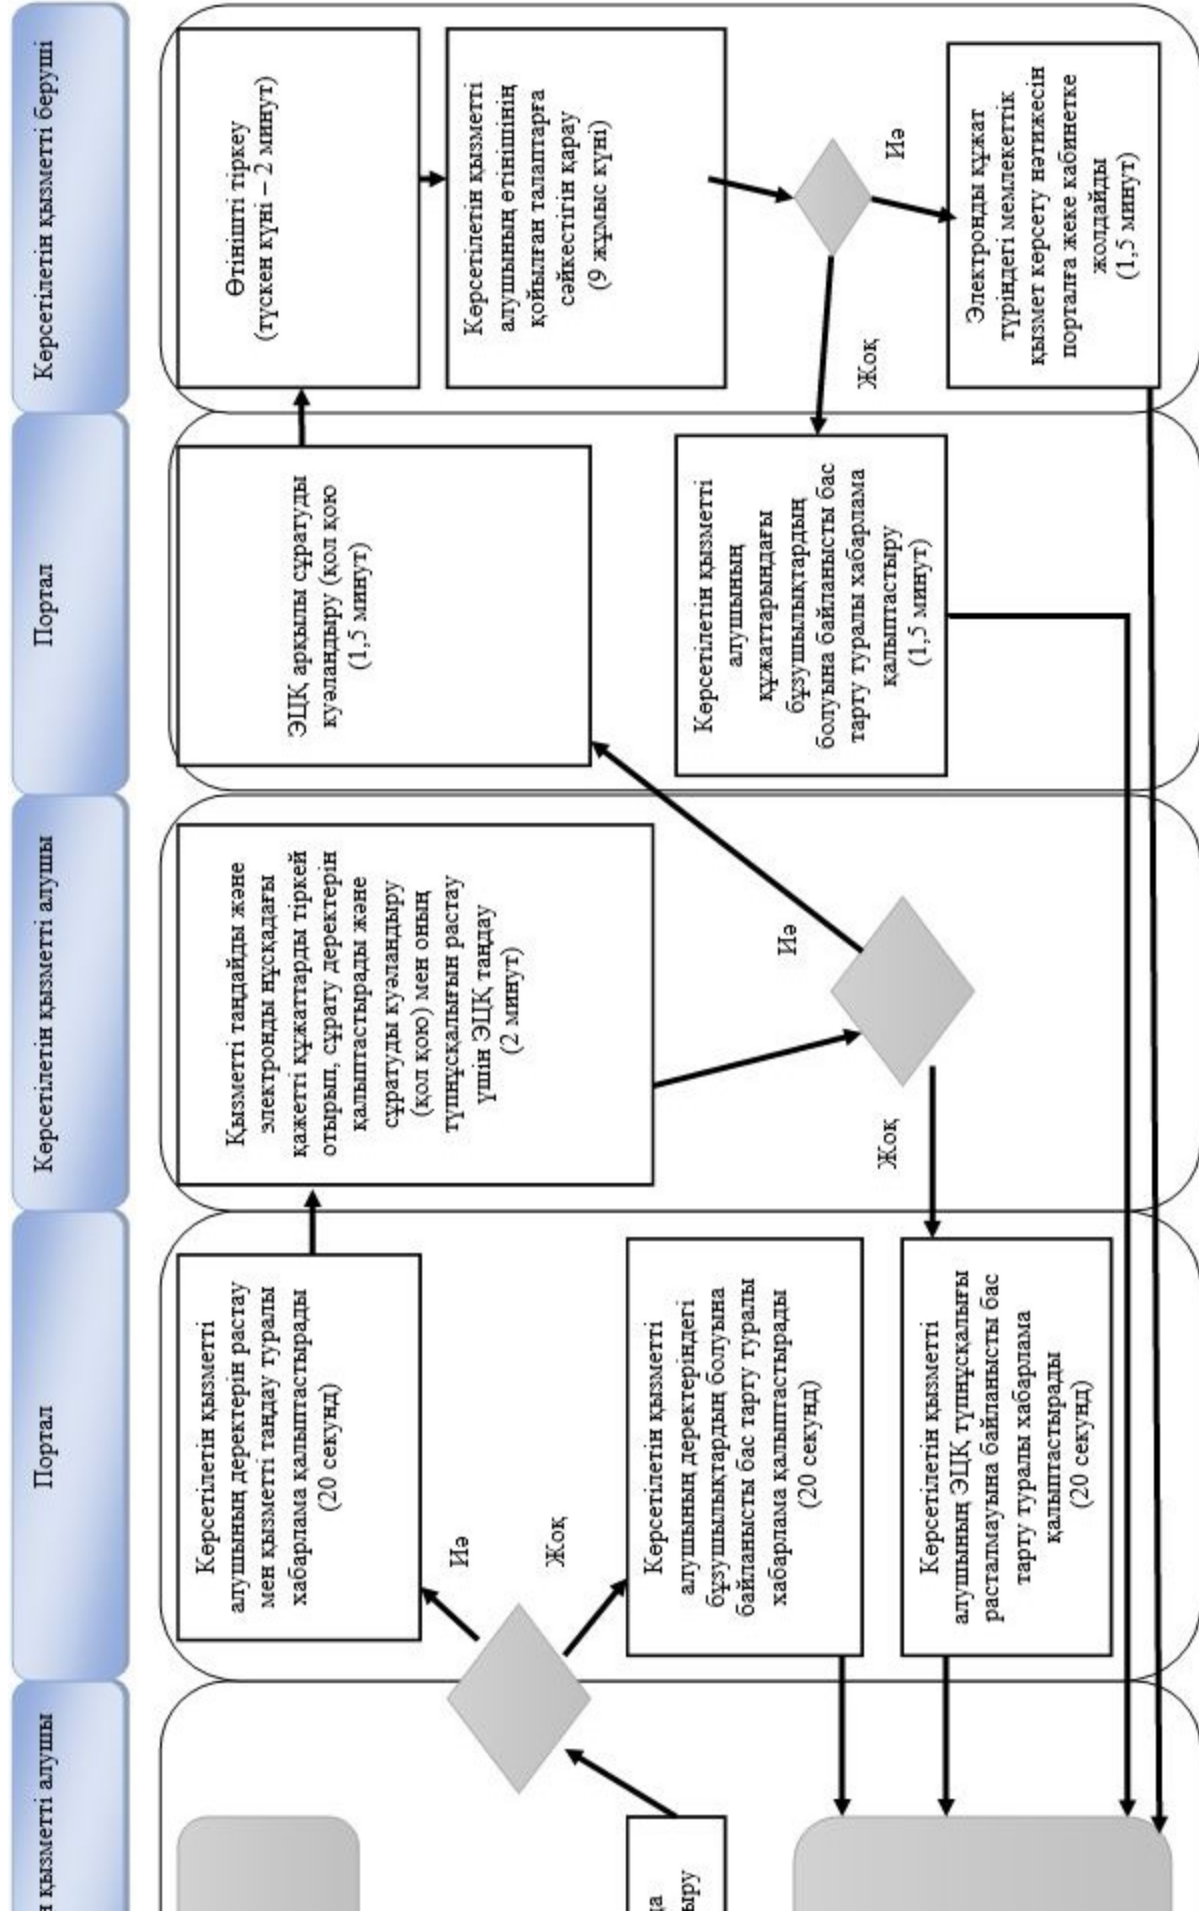 қызметті алушы
Портал
Көрсетілетін қызметті алушы
Портал
Көрсетілетін қызметті беруші
Көрсетілетін қызметті
алушының деректерін растау
мен қызметті таңдау туралы
хабарлама қалыптастырады
(20 секунд)
Иә
Жоқ
Көрсетілетін қызметті
алушының деректеріндегі
бұзушылықтардың болуына
байланысты бас тарту туралы
хабарлама қалыптастырады
(20 секунд)
Көрсетілетін қызметті
алушының ЭЦҚ түпнұсқалығы
расталмауына байланысты бас
тарту туралы хабарлама
қалыптастырады
(20 секунд)
Қызметті таңдайды және
электронды нұсқадағы
қажетті құжаттарды тіркей
отырып, сұрату деректерін
қалыптастырады және
сұратуды куәландыру
(қол қою) мен оның
түпнұсқалығын растау
үшін ЭЦҚ таңдау
(2 минут)
Иә
Жоқ
ЭЦҚ арқылы сұратуды
куәландыру (қол қою
(1,5 минут)
Көрсетілетін қызметті
алушының
құжаттарындағы
бұзушылықтардың
болуына байланысты бас
тарту туралы хабарлама
қалыптастыру
(1,5 минут)
Өтінішті тіркеу
(түскен күні – 2 минут)
Көрсетілетін қызметті
алушының өтінішінің
қойылған талаптарға
сәйкестігін қарау
(9 жұмыс күні)
Иә
Жоқ
Электронды құжат
түріндегі мемлекеттік
қызмет көрсету нәтижесін
порталға жеке кабинетке
жолдайды
(1,5 минут)